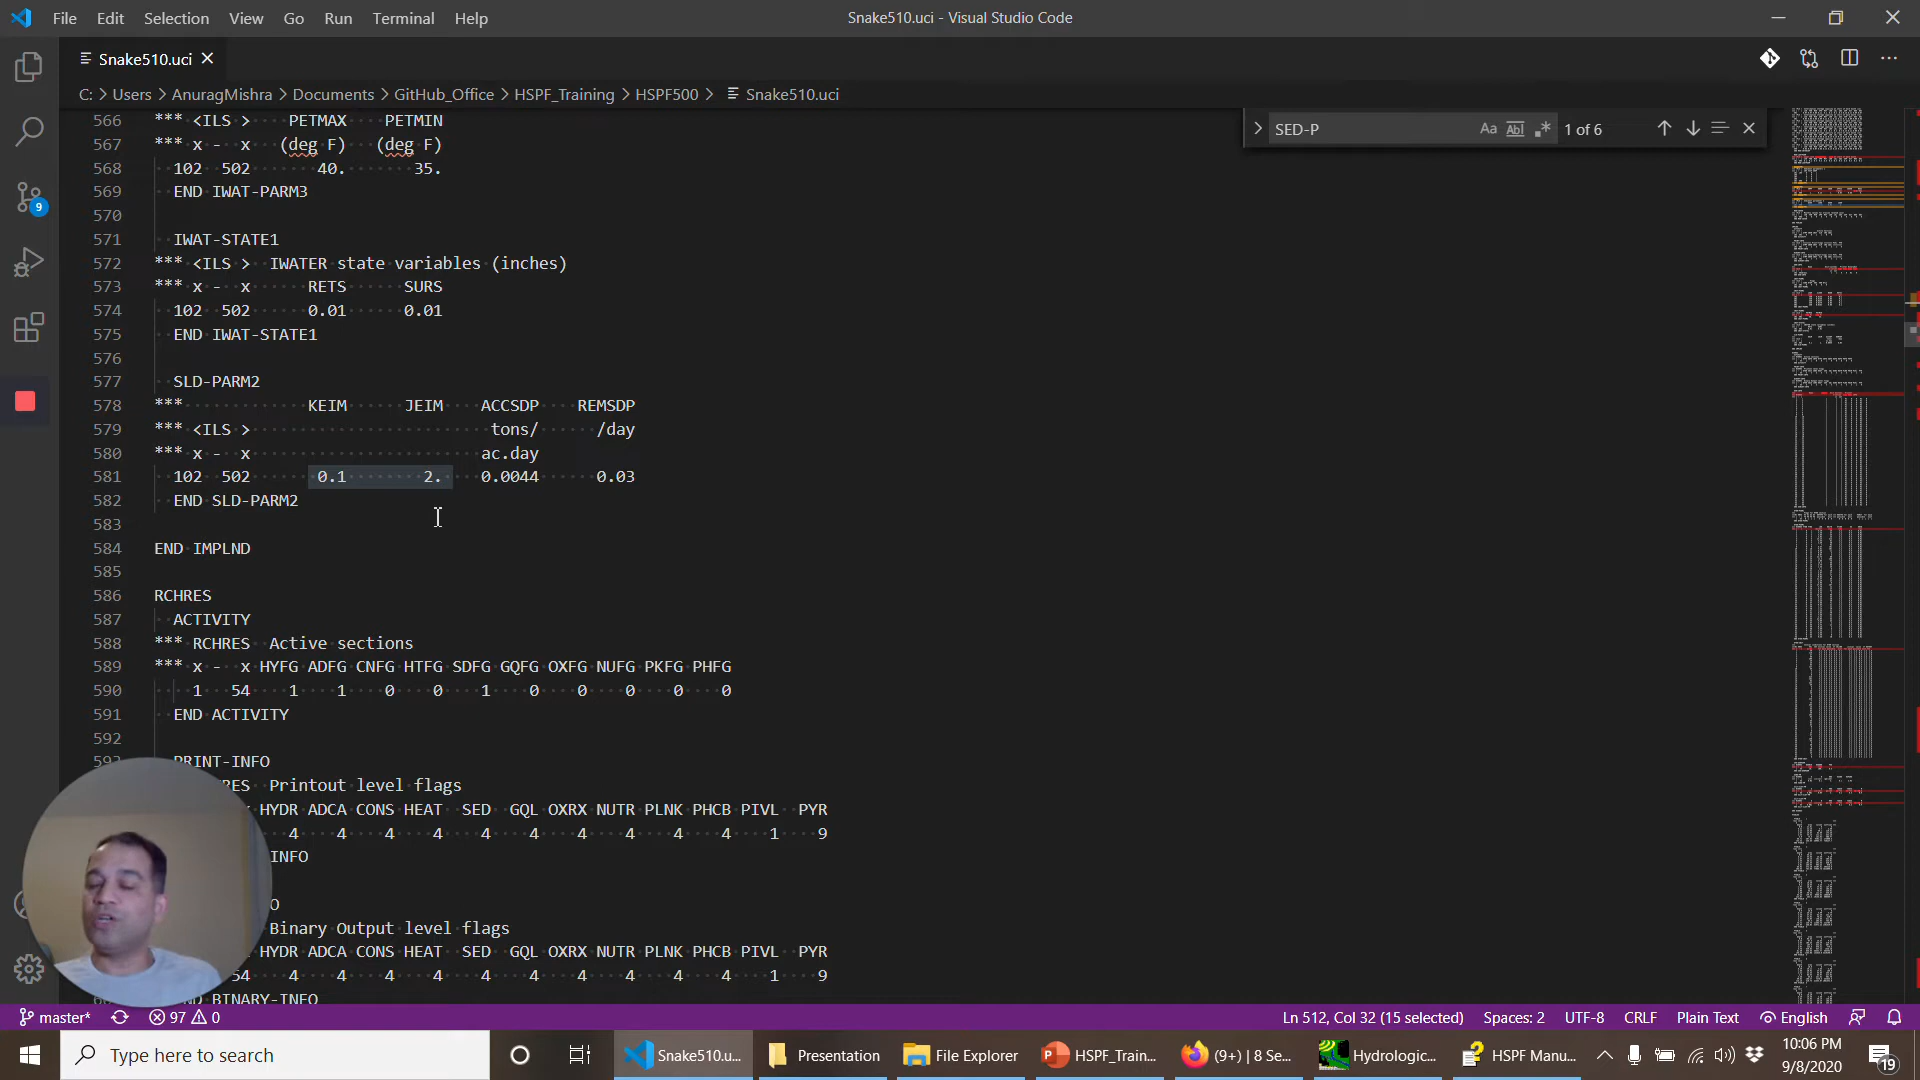 File Edit Selection View Go Run Terminal Help
Snake510.uci - Visual Studio Code
Snake510.uci
C: > Users > AnuragMishra > Documents > GitHub_Office > HSPF_Training > HSPF500 > Snake510.uci
SED-P Aa Abl .* 1 of 6
566 *** <ILS > PETMAX PETMIN
567 *** x - x (deg F) (deg F)
568 102 502 40. 35.
569 END IWAT-PARM3
570
571 IWAT-STATE1
572 *** <ILS > IWATER state variables (inches)
573 *** x - x RETS SURS
574 102 502 0.01 0.01
575 END IWAT-STATE1
576
577 SLD-PARM2
578 *** KEIM JEIM ACCSDP REMSDP
579 *** <ILS > tons/ /day
580 *** x - x ac.day
581 102 502 0.1 2. 0.0044 0.03
582 END SLD-PARM2
583
584 END IMPLND
585
586 RCHRES
587 ACTIVITY
588 *** RCHRES Active sections
589 *** x - x HYFG ADFG CNFG HTFG SDFG GQFG OXFG NUFG PKFG PHFG
590 1 54 1 1 0 0 1 0 0 0 0 0
591 END ACTIVITY
592
PRINT-INFO
Printout level flags
HYDR ADCA CONS HEAT SED GQL OXRX NUTR PLNK PHCB PIVL PYR
4 4 4 4 4 4 4 4 4 4 1 9
INFO
O
Binary Output level flags
HYDR ADCA CONS HEAT SED GQL OXRX NUTR PLNK PHCB PIVL PYR
54 4 4 4 4 4 4 4 4 4 4 1 9
END BINARY-INFO
9
master* 97 0
Ln 512, Col 32 (15 selected) Spaces: 2 UTF-8 CRLF Plain Text English
Type here to search
Snake510.u... Presentation File Explorer HSPF_Train... (9+) | 8 Se... Hydrologic... HSPF Manu...
10:06 PM
9/8/2020
19